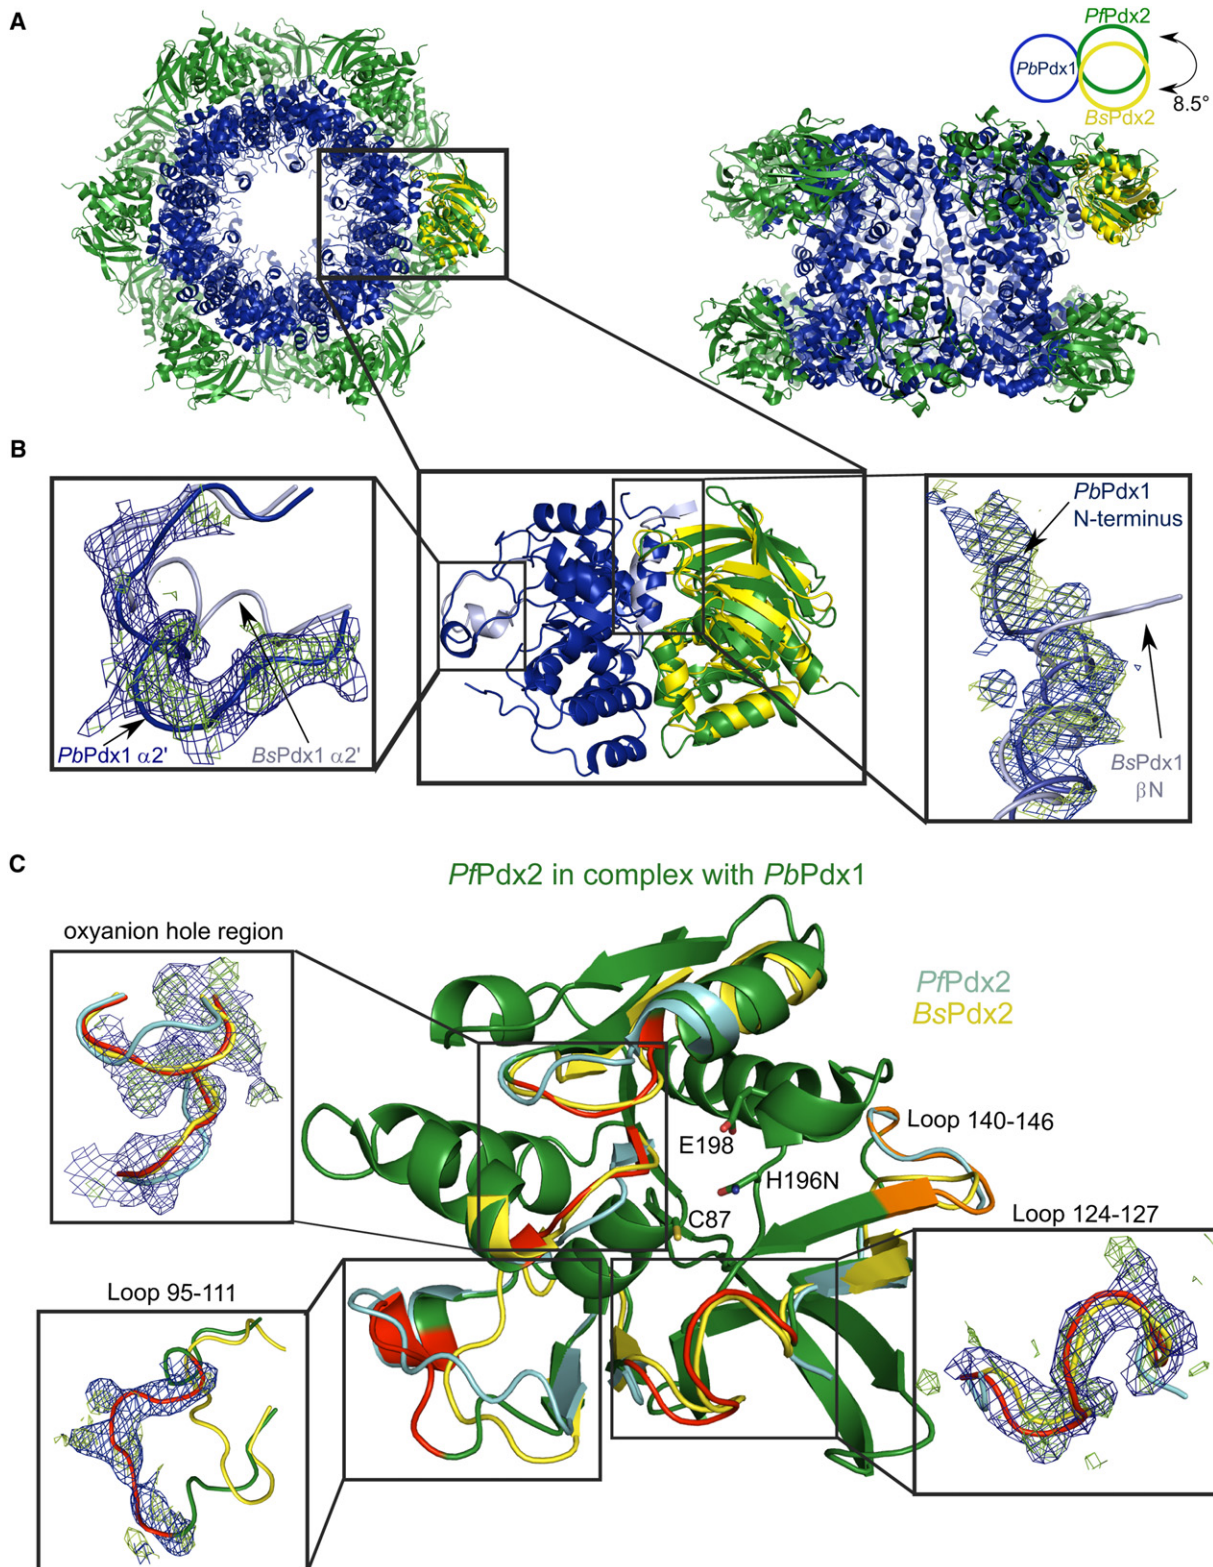 A
PfPdx2
PbPdx1
8.5°
BsPdx2
B
PbPdx1
N-terminus
PbPdx1 α2'
BsPdx1 α2'
BsPdx1
βN
C
PfPdx2 in complex with PbPdx1
oxyanion hole region
PfPdx2
BsPdx2
Loop 140-146
E198
H196N
C87
Loop 124-127
Loop 95-111